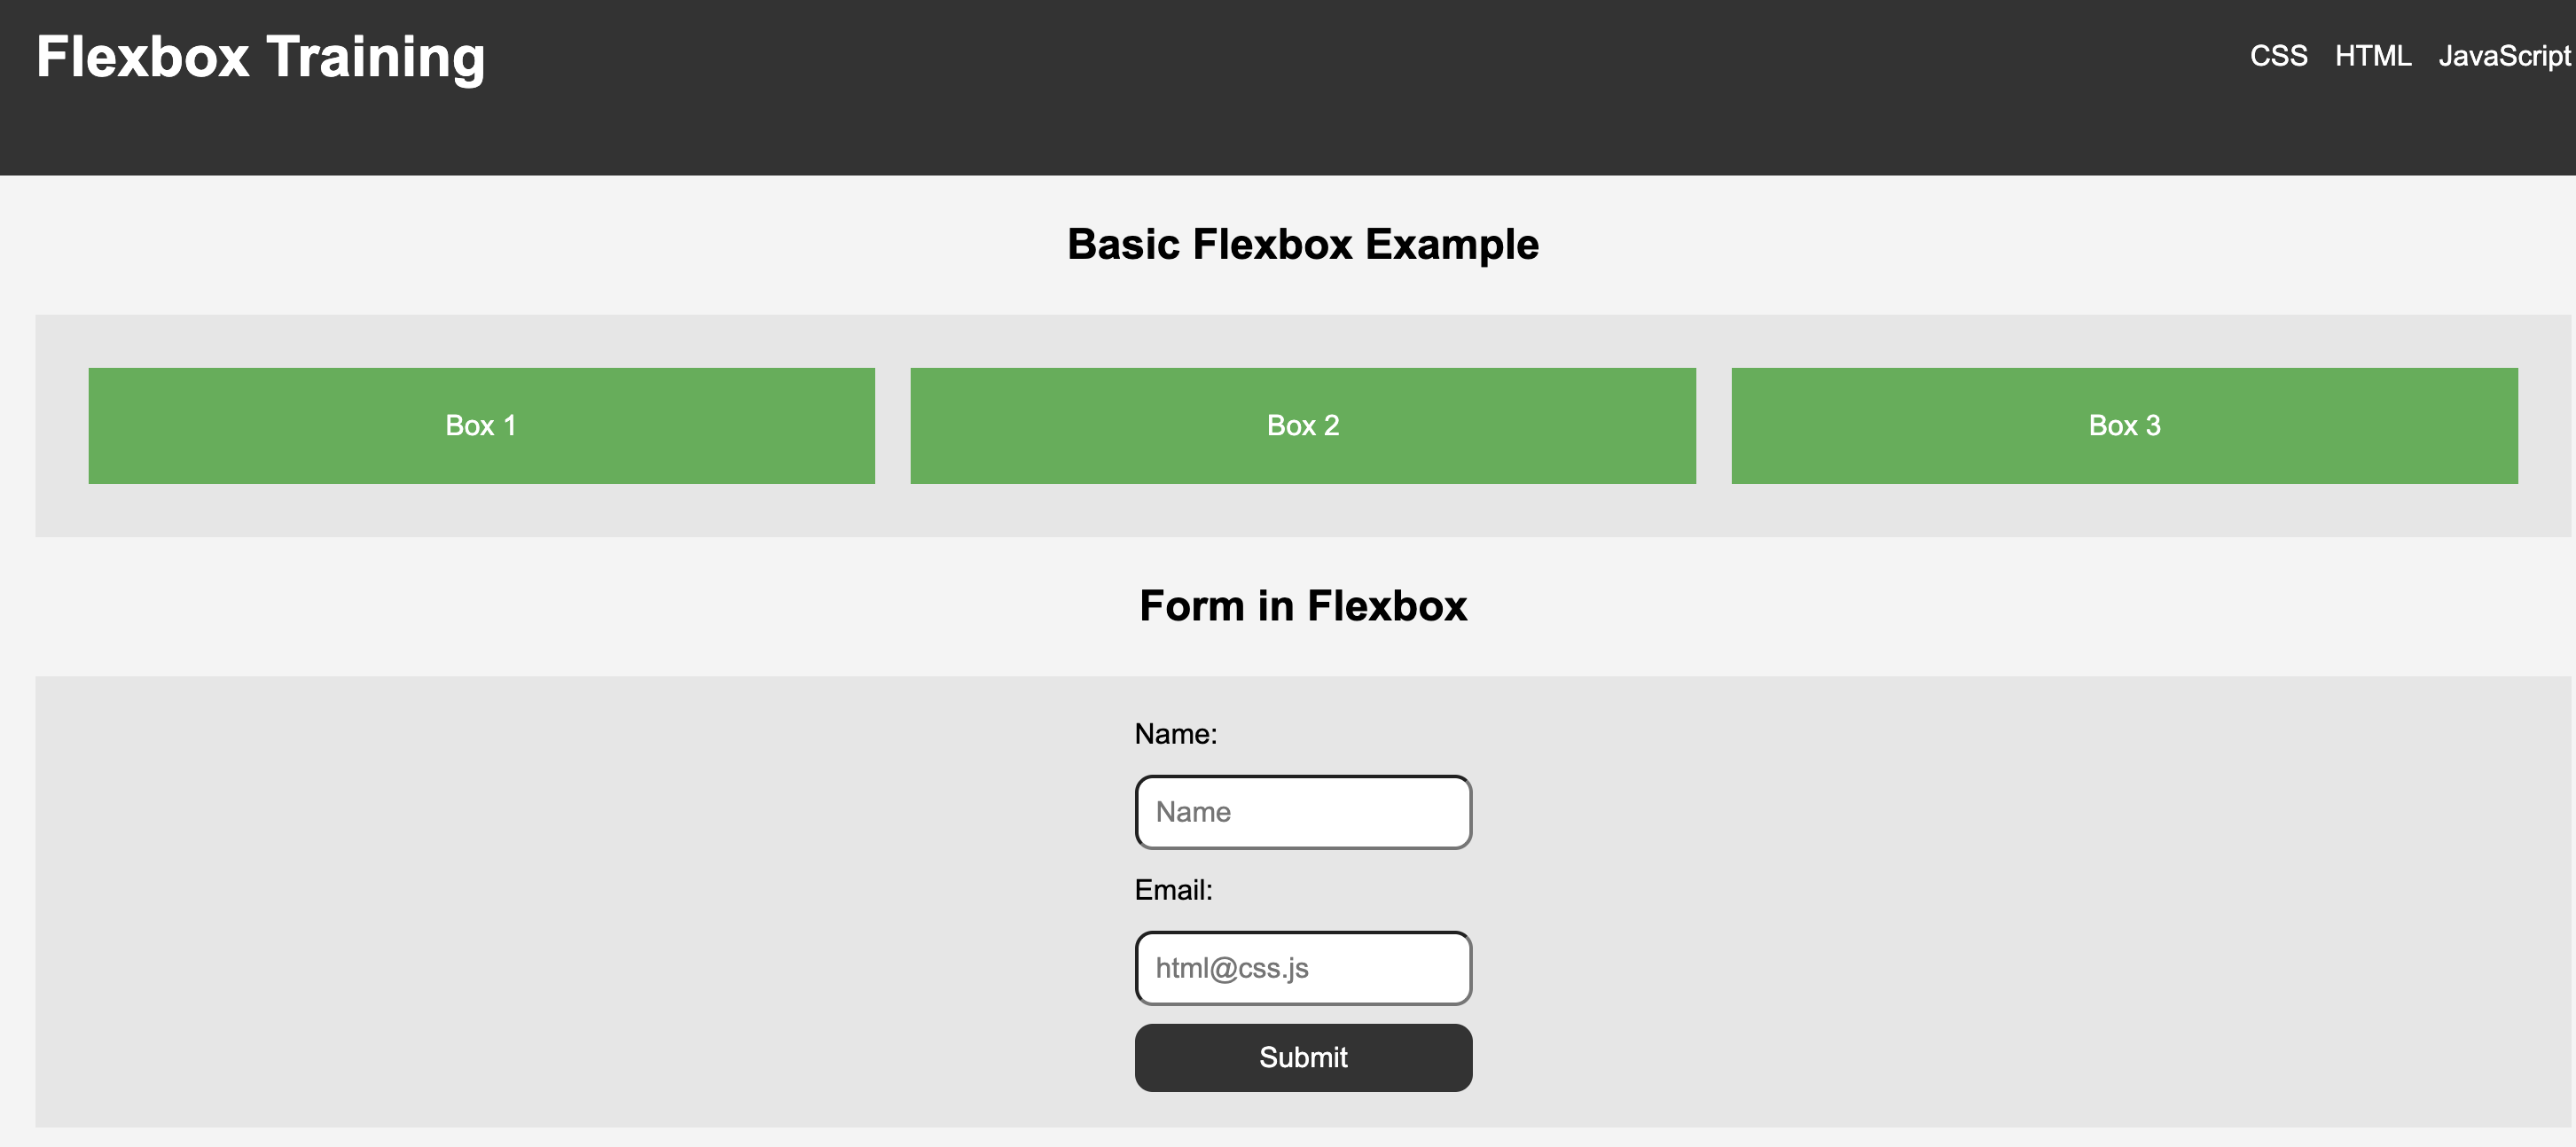 Flexbox Training
CSS HTML JavaScript
Basic Flexbox Example
Box 1 Box 2 Box 3
Form in Flexbox
Name:
Name
Email:
html@css.js
Submit